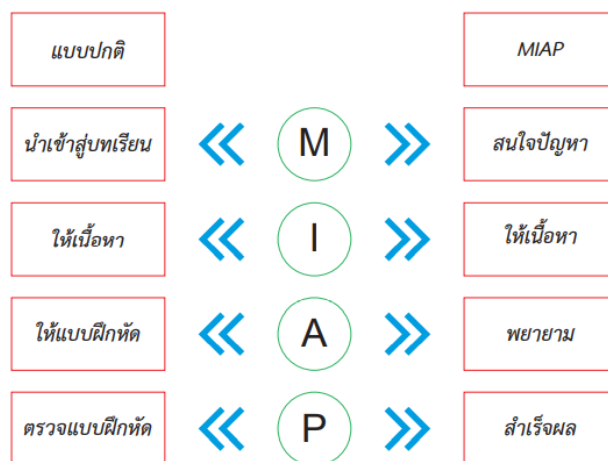 แบบปกติ MIAP
นำเข้าสู่บทเรียน M สนใจปัญหา
ให้เนื้อหา I ให้เนื้อหา
ให้แบบฝึกหัด A พยายาม
ตรวจแบบฝึกหัด P สำเร็จผล